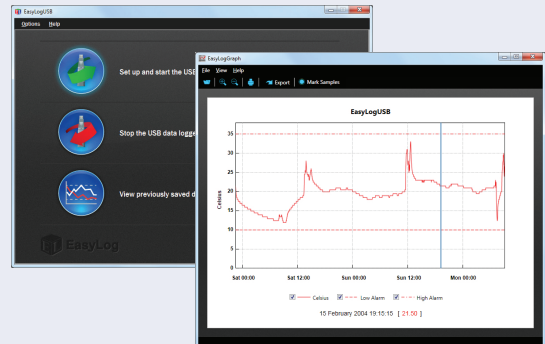 EasyLogUSB
Options Help
Set up and start the USB
Stop the USB data logge
View previously saved d
EasyLog
EasyLogGraph
File View Help
Export Mark Samples
EasyLogUSB
Celsius
35
30
25
20
15
10
5
0
Sat 00:00 Sat 12:00 Sun 00:00 Sun 12:00 Mon 00:00
Celsius Low Alarm High Alarm
15 February 2004 19:15:15 [ 21.50 ]